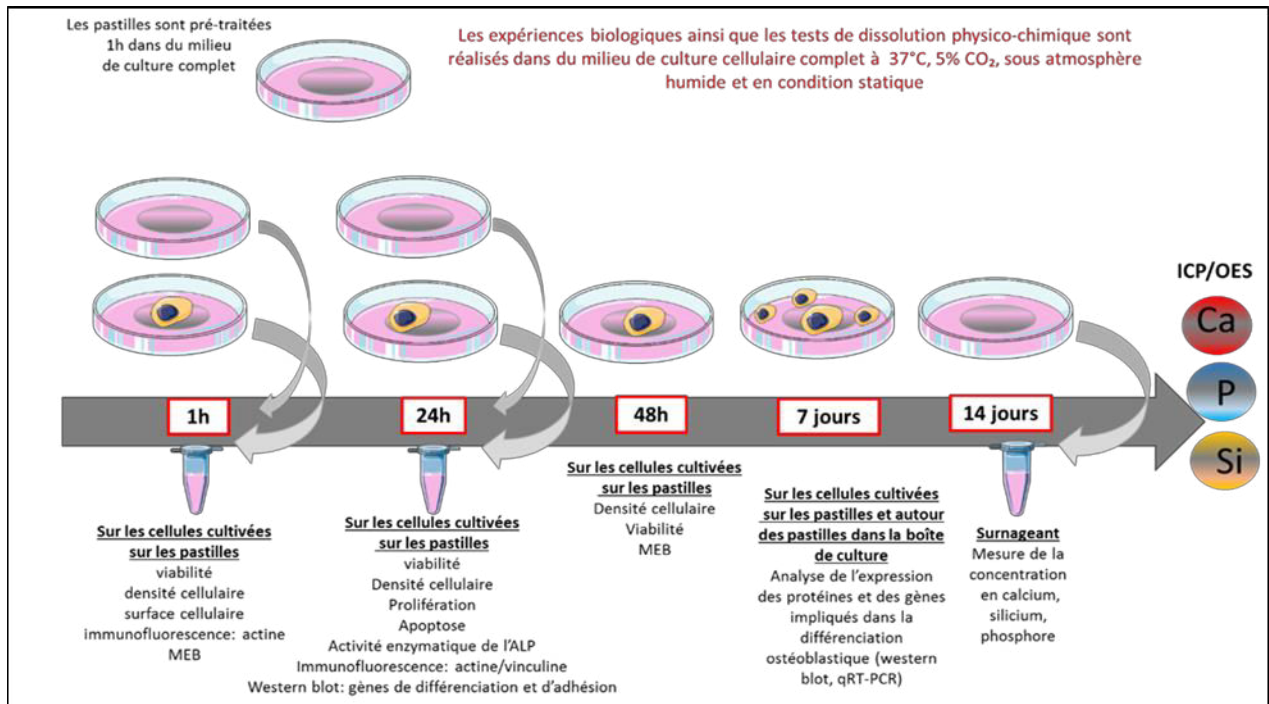 Les pastilles sont pré-traitées
1h dans du milieu
de culture complet
Les expériences biologiques ainsi que les tests de dissolution physico-chimique sont
réalisés dans du milieu de culture cellulaire complet à 37°C, 5% CO₂, sous atmosphère
humide et en condition statique
ICP/OES
Ca
P
Si
1h
24h
48h
7 jours
14 jours
Sur les cellules cultivées
sur les pastilles
viabilité
densité cellulaire
surface cellulaire
immunofluorescence: actine
MEB
Sur les cellules cultivées
sur les pastilles
viabilité
Densité cellulaire
Prolifération
Apoptose
Activité enzymatique de l'ALP
Immunofluorescence: actine/vinculine
Western blot: gènes de différenciation et d'adhésion
Sur les cellules cultivées
sur les pastilles
Densité cellulaire
Viabilité
MEB
Sur les cellules cultivées
sur les pastilles et autour
des pastilles dans la boîte
de culture
Analyse de l'expression
des protéines et des gènes
impliqués dans la
différenciation
ostéoblastique (western
blot, qRT-PCR)
Surnageant
Mesure de la
concentration
en calcium,
silicium,
phosphore